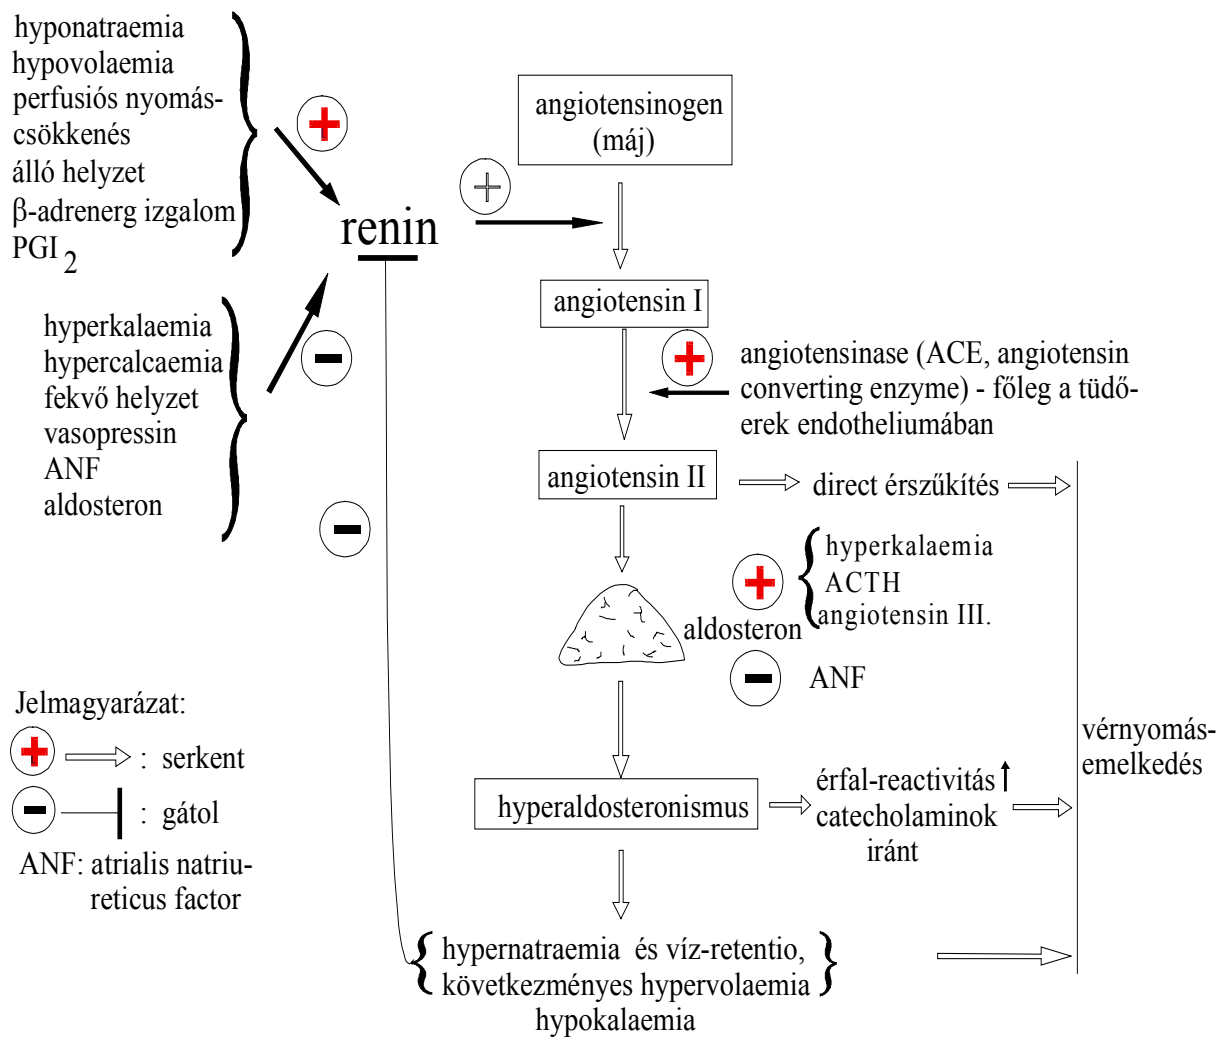 hyponatraemia
hypovolaemia
perfusiós nyomás-
csökkenés
álló helyzet
β-adrenerg izgalom
PGI 2
renin
hyperkalaemia
hypercalcaemia
fekvő helyzet
vasopressin
ANF
aldosteron
angiotensinogen
(máj)
angiotensin I
angiotensinase (ACE, angiotensin
converting enzyme) - főleg a tüdő-
erek endotheliumában
angiotensin II
direct érszűkítés
hyperkalaemia
ACTH
angiotensin III.
aldosteron
ANF
hyperaldosteronismus
érfal-reactivitás
catecholaminok
iránt
vérnyomás-
emelkedés
hypernatraemia és víz-retentio,
következményes hypervolaemia
hypokalaemia
Jelmagyarázat:
: serkent
: gátol
ANF: atrialis natriu-
reticus factor